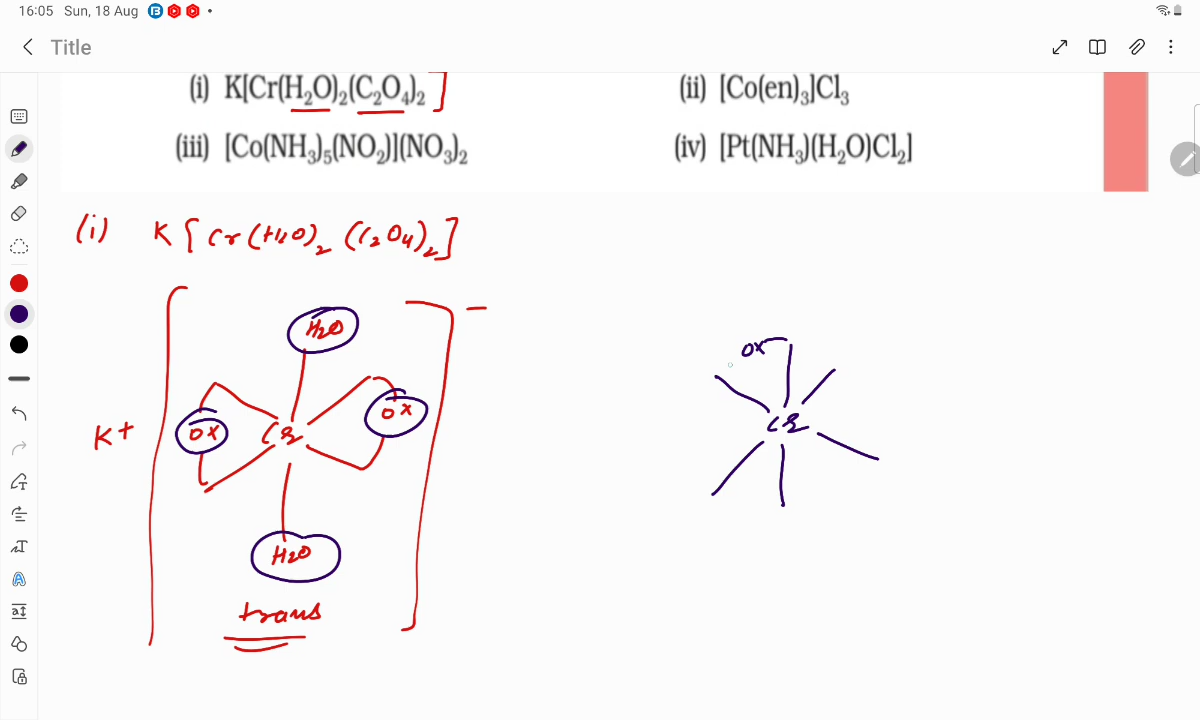 16:05 Sun, 18 Aug
Title
(i) K[Cr(H₂O)₂(C₂O₄)₂]
(ii) [Co(en)₃]Cl₃
(iii) [Co(NH₃)₅(NO₂)](NO₃)₂
(iv) [Pt(NH₃)(H₂O)Cl₂]
(i) K[Cr(H₂O)₂(C₂O₄)₂]
H₂O
–
K+
OX
Cr
OX
H₂O
trans
OX
Cr